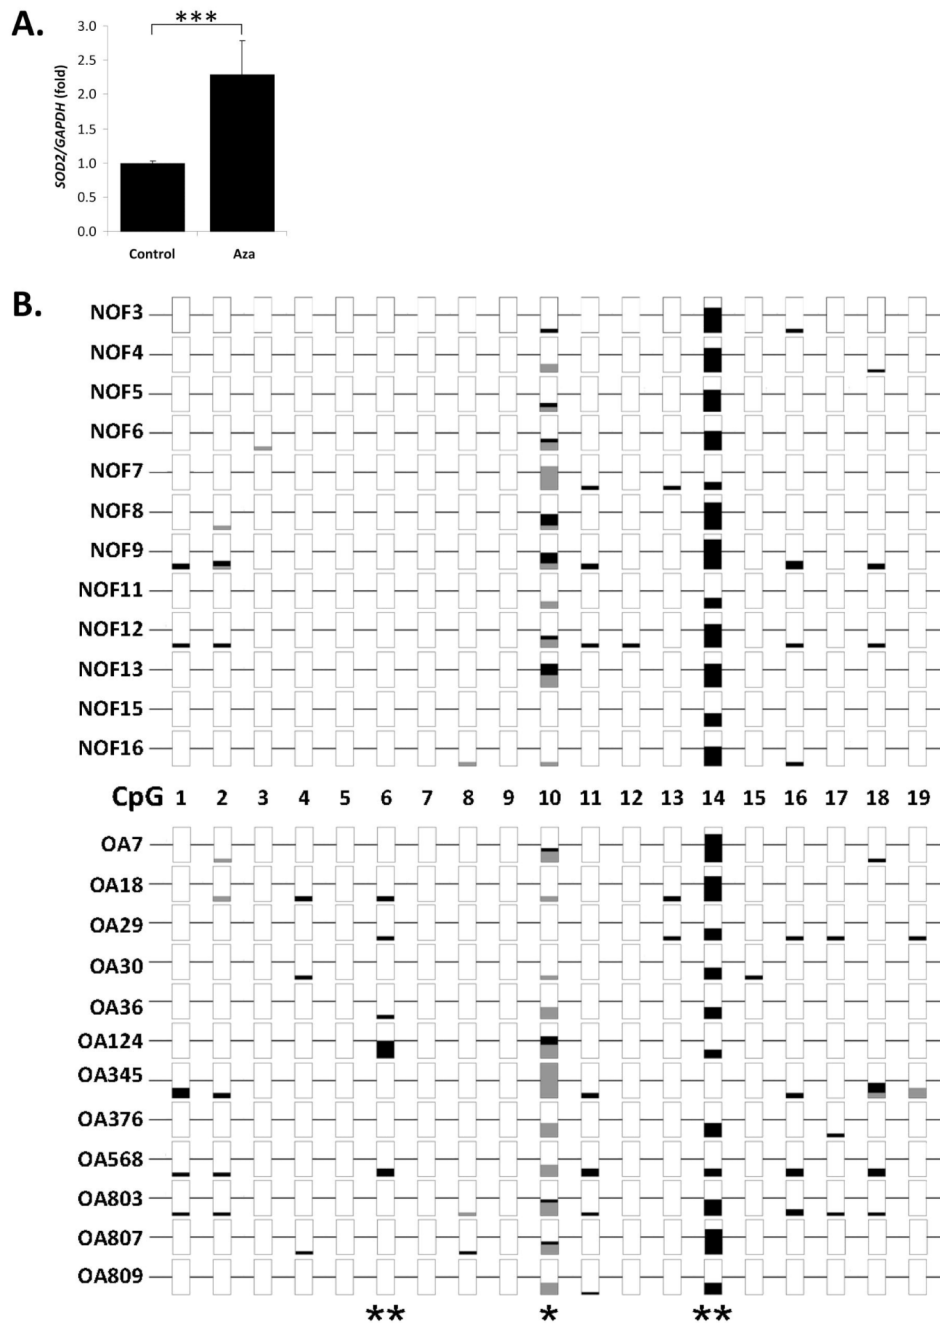 A.
***
3.0
2.5
2.0
1.5
1.0
0.5
0.0
SOD2/GAPDH (fold)
Control Aza
B.
NOF3
NOF4
NOF5
NOF6
NOF7
NOF8
NOF9
NOF11
NOF12
NOF13
NOF15
NOF16
CpG 1 2 3 4 5 6 7 8 9 10 11 12 13 14 15 16 17 18 19
OA7
OA18
OA29
OA30
OA36
OA124
OA345
OA376
OA568
OA803
OA807
OA809
** * **